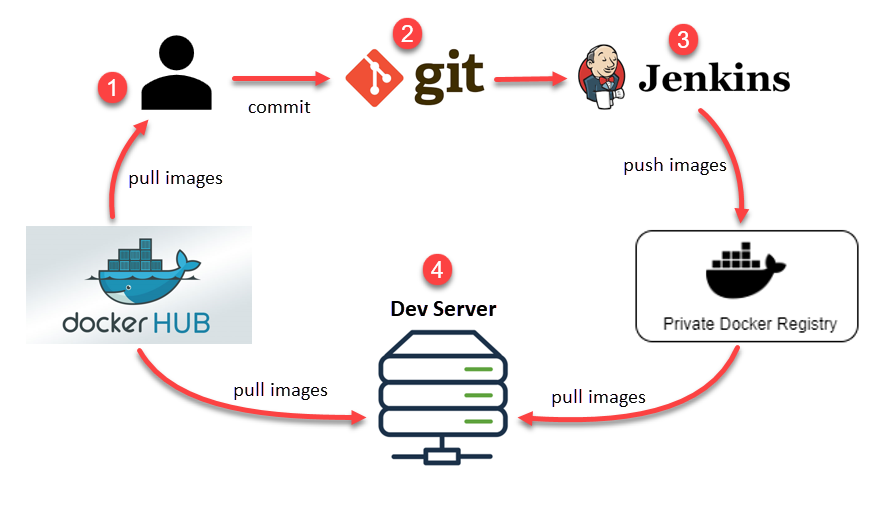 1
2
git
3
Jenkins
commit
pull images
push images
docker HUB
4
Dev Server
Private Docker Registry
pull images
pull images